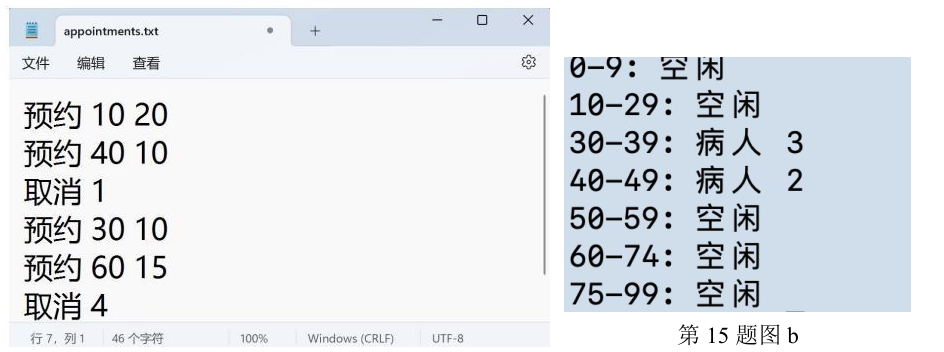 appointments.txt
文件 编辑 查看
预约 10 20
预约 40 10
取消 1
预约 30 10
预约 60 15
取消 4
行 7，列 1 46 个字符 100% Windows (CRLF) UTF-8
0-9: 空闲
10-29: 空闲
30-39: 病人 3
40-49: 病人 2
50-59: 空闲
60-74: 空闲
75-99: 空闲
第 15 题图 b